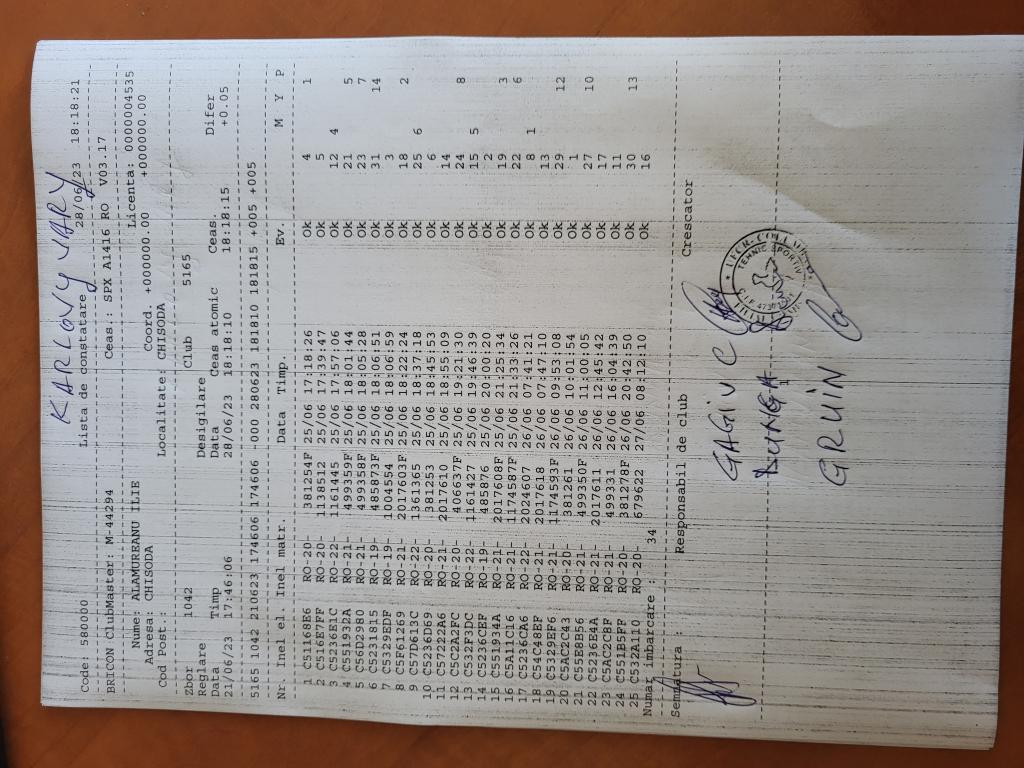 KARLOVY VARY
Code: 580000 Lista de constatare 28/06/23 18:18:21
BRICON ClubMaster: M-44294 Ceas.: SPX A1416 RO V03.17
Nume: ALAMUREANU ILIE Licenta: 00000004535
Adresa: CHISODA Coord. +000000.00 +000000.00
Cod Post.: Localitate: CHISODA
Zbor 1042 Club 5165
Reglare Desigilare
Data Timp Data Ceas atomic Ceas. Difer
21/06/23 17:46:06 28/06/23 18:18:10 18:18:15 +0.05
5165 1042 210623 174606 174606 -000 280623 181810 181815 +005 +005
Nr. Inel el. Inel matr. Data Timp. Ev. M Y P
1 C51168E6 RO-20- 381254F 25/06 17:18:26 Ok 4 1
2 C516E7FF RO-20- 1138512 25/06 17:39:47 Ok 5
3 C5236E1C RO-22- 1161445 25/06 17:57:06 Ok 12 4
4 C551932A RO-21- 499359F 25/06 18:01:44 Ok 21 5
5 C56D2980 RO-21- 499358F 25/06 18:05:28 Ok 23 7
6 C5231815 RO-19- 485873F 25/06 18:06:51 Ok 31 14
7 C5329EDF RO-19- 1004554 25/06 18:06:59 Ok 3
8 C5F61269 RO-21- 2017603F 25/06 18:22:24 Ok 18 2
9 C57D613C RO-22- 1361365 25/06 18:37:18 Ok 25 6
10 C5236D69 RO-20- 381253 25/06 18:45:53 Ok 6
11 C57222A6 RO-21- 2017610 25/06 18:55:09 Ok 14
12 C5C2A2FC RO-20- 406637F 25/06 19:21:30 Ok 24 8
13 C532F3DC RO-22- 1161427 25/06 19:46:39 Ok 15 5
14 C5236CEF RO-19- 485876 25/06 20:00:20 Ok 2
15 C551934A RO-21- 2017608F 25/06 21:25:34 Ok 19 3
16 C5A11C16 RO-21- 1174587F 25/06 21:33:26 Ok 22 6
17 C5236CA6 RO-22- 2024607 26/06 07:41:21 Ok 8 1
18 C54C48EF RO-21- 2017618 26/06 07:47:10 Ok 13
19 C5329EF6 RO-21- 1174593F 26/06 09:53:08 Ok 29 12
20 C5AC2C43 RO-20- 381261 26/06 10:01:54 Ok 1
21 C55E8B56 RO-21- 499350F 26/06 11:00:05 Ok 27 10
22 C5236E4A RO-21- 2017611 26/06 12:45:42 Ok 17
23 C5AC2C8F RO-21- 499331 26/06 16:04:39 Ok 11
24 C551B5FF RO-20- 381278F 26/06 20:42:50 Ok 30 13
25 C532A110 RO-20- 679622 27/06 08:12:10 Ok 16
Numar imbarcare : 34
Semnatura : Responsabil de club Crescator
GAGIU C
TEHNIC SPORTIV
GRUIN